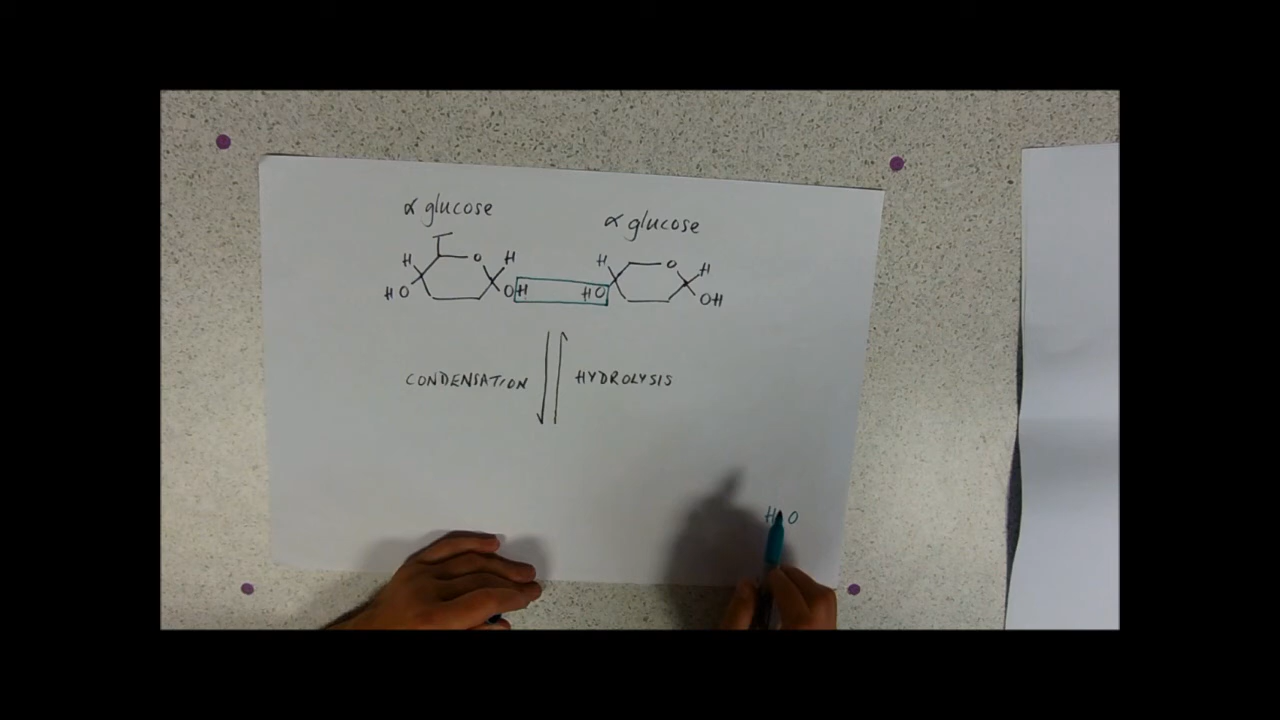 α glucose
α glucose
H O H H O H
HO OH HO OH
CONDENSATION HYDROLYSIS
H O